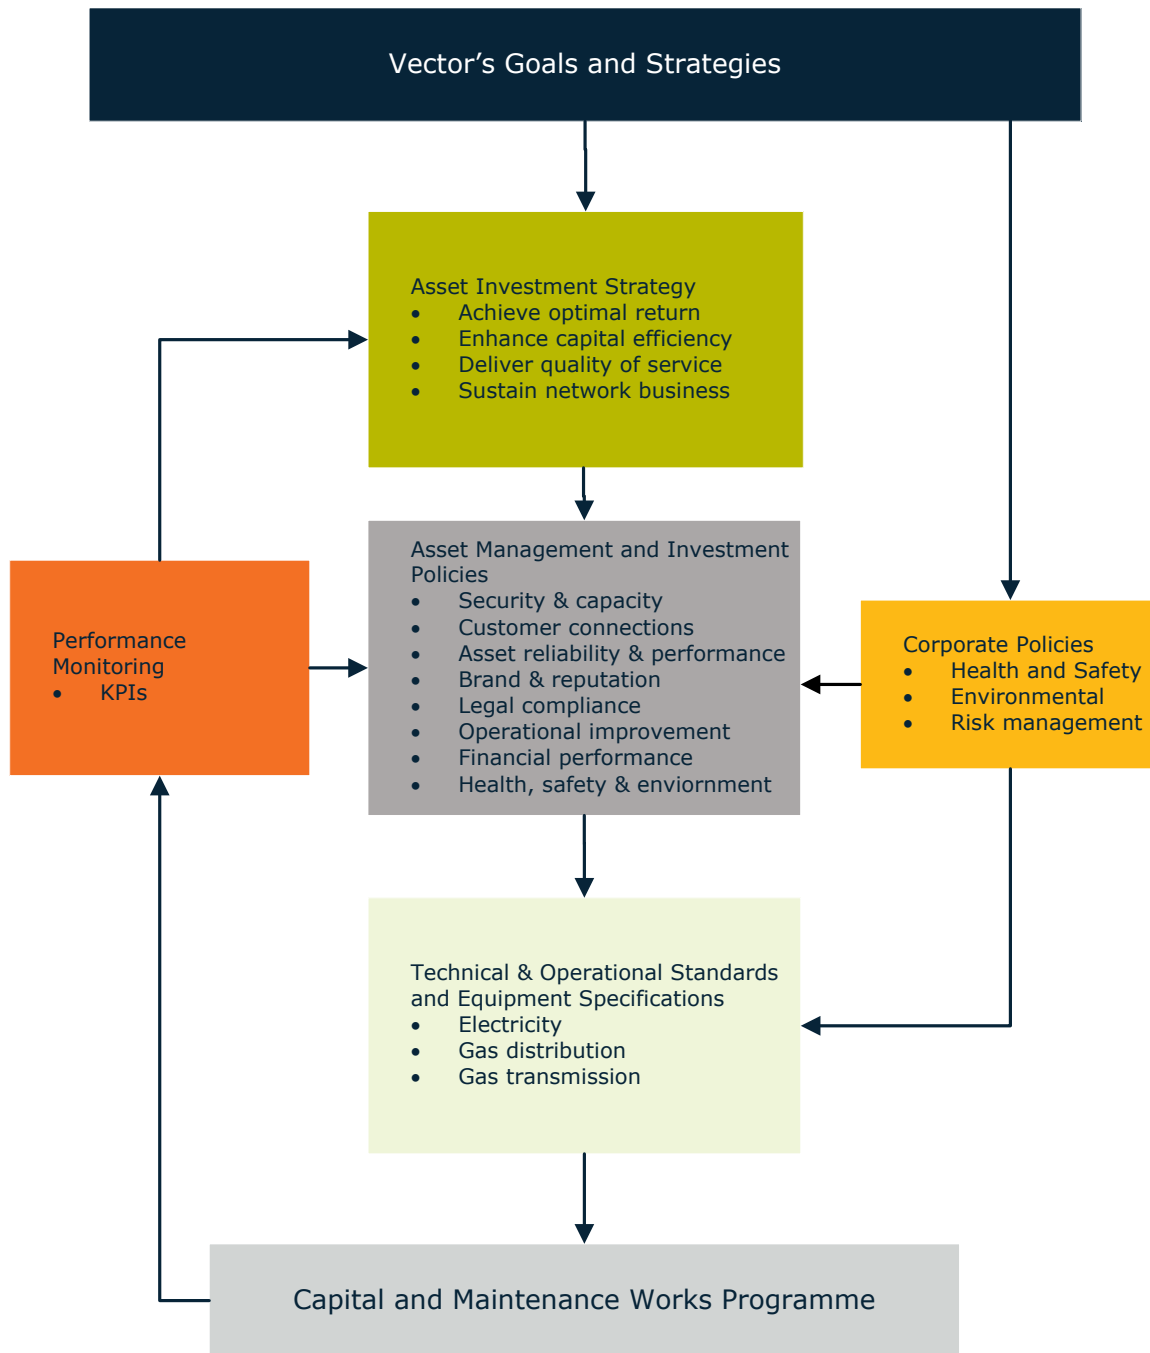 Vector’s Goals and Strategies
Asset Investment Strategy
• Achieve optimal return
• Enhance capital efficiency
• Deliver quality of service
• Sustain network business
Asset Management and Investment
Policies
• Security & capacity
• Customer connections
• Asset reliability & performance
• Brand & reputation
• Legal compliance
• Operational improvement
• Financial performance
• Health, safety & enviornment
Performance
Monitoring
• KPIs
Corporate Policies
• Health and Safety
• Environmental
• Risk management
Technical & Operational Standards
and Equipment Specifications
• Electricity
• Gas distribution
• Gas transmission
Capital and Maintenance Works Programme